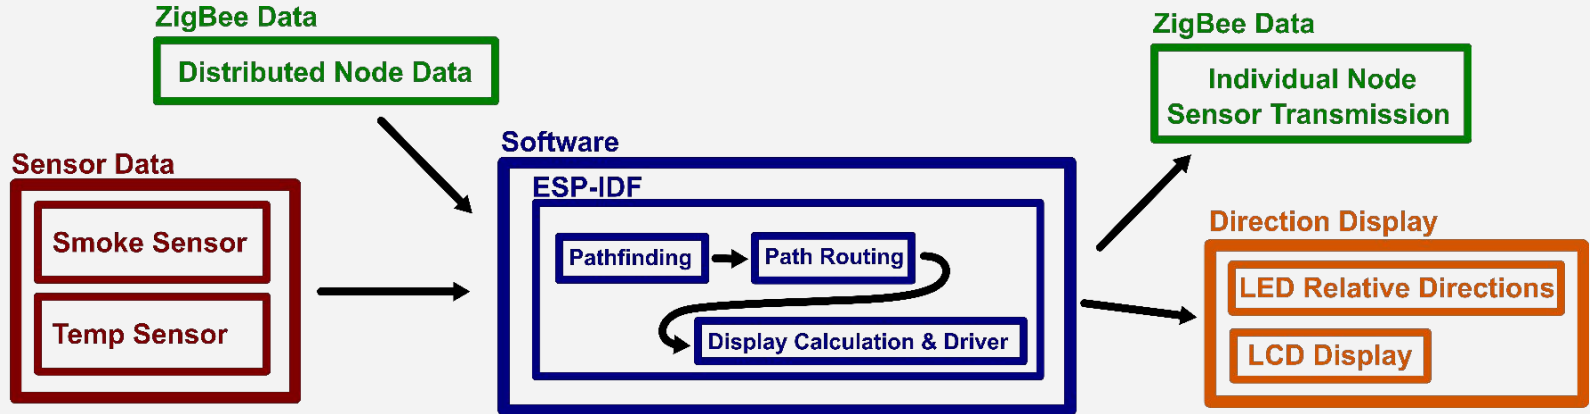 ZigBee Data
Distributed Node Data
Sensor Data
Smoke Sensor
Temp Sensor
Software
ESP-IDF
Pathfinding
Path Routing
Display Calculation & Driver
ZigBee Data
Individual Node
Sensor Transmission
Direction Display
LED Relative Directions
LCD Display